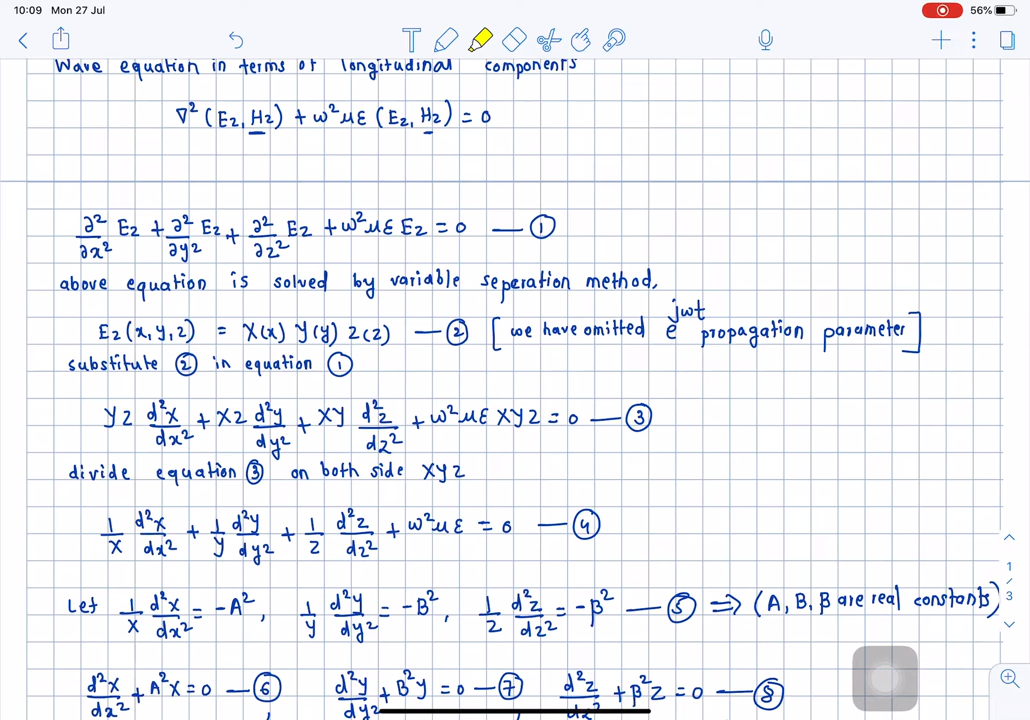 10:09 Mon 27 Jul 56%
Wave equation in terms of longitudinal components
∇² (Ez, Hz) + ω²με (Ez, Hz) = 0
∂²/∂x² Ez + ∂²/∂y² Ez + ∂²/∂z² Ez + ω²με Ez = 0 — ①
above equation is solved by variable seperation method.
Ez(x, y, z) = X(x) Y(y) Z(z) — ② [we have omitted e^jωt propagation parameter]
substitute ② in equation ①
YZ d²X/dx² + XZ d²y/dy² + XY d²z/dz² + ω²με XYZ = 0 — ③
divide equation ③ on both side XYZ
1/X d²X/dx² + 1/Y d²y/dy² + 1/Z d²z/dz² + ω²με = 0 — ④
Let 1/X d²X/dx² = -A², 1/Y d²y/dy² = -B², 1/Z d²z/dz² = -β² — ⑤ ⇒ (A, B, β are real constants)
d²X/dx² + A²X = 0 — ⑥ d²y/dy² + B²y = 0 — ⑦ d²z/dz² + β²z = 0 — ⑧
1
/
3